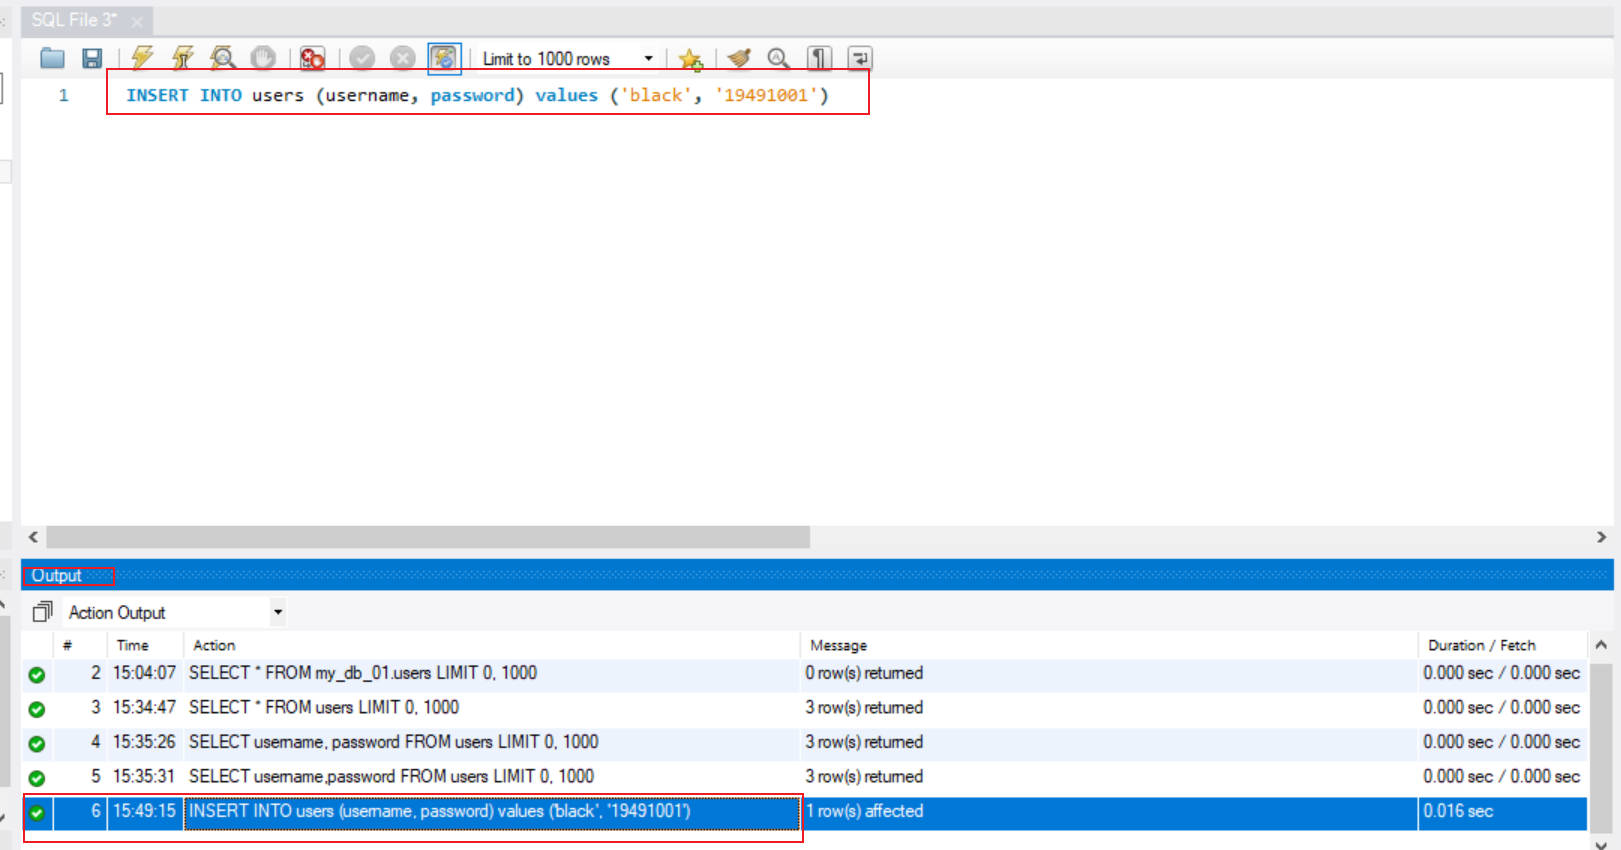 SQL File 3*
Limit to 1000 rows
1 INSERT INTO users (username, password) values ('black', '19491001')
Output
Action Output
# Time Action Message Duration / Fetch
2 15:04:07 SELECT * FROM my_db_01.users LIMIT 0, 1000 0 row(s) returned 0.000 sec / 0.000 sec
3 15:34:47 SELECT * FROM users LIMIT 0, 1000 3 row(s) returned 0.000 sec / 0.000 sec
4 15:35:26 SELECT username, password FROM users LIMIT 0, 1000 3 row(s) returned 0.000 sec / 0.000 sec
5 15:35:31 SELECT username,password FROM users LIMIT 0, 1000 3 row(s) returned 0.000 sec / 0.000 sec
6 15:49:15 INSERT INTO users (username, password) values ('black', '19491001') 1 row(s) affected 0.016 sec